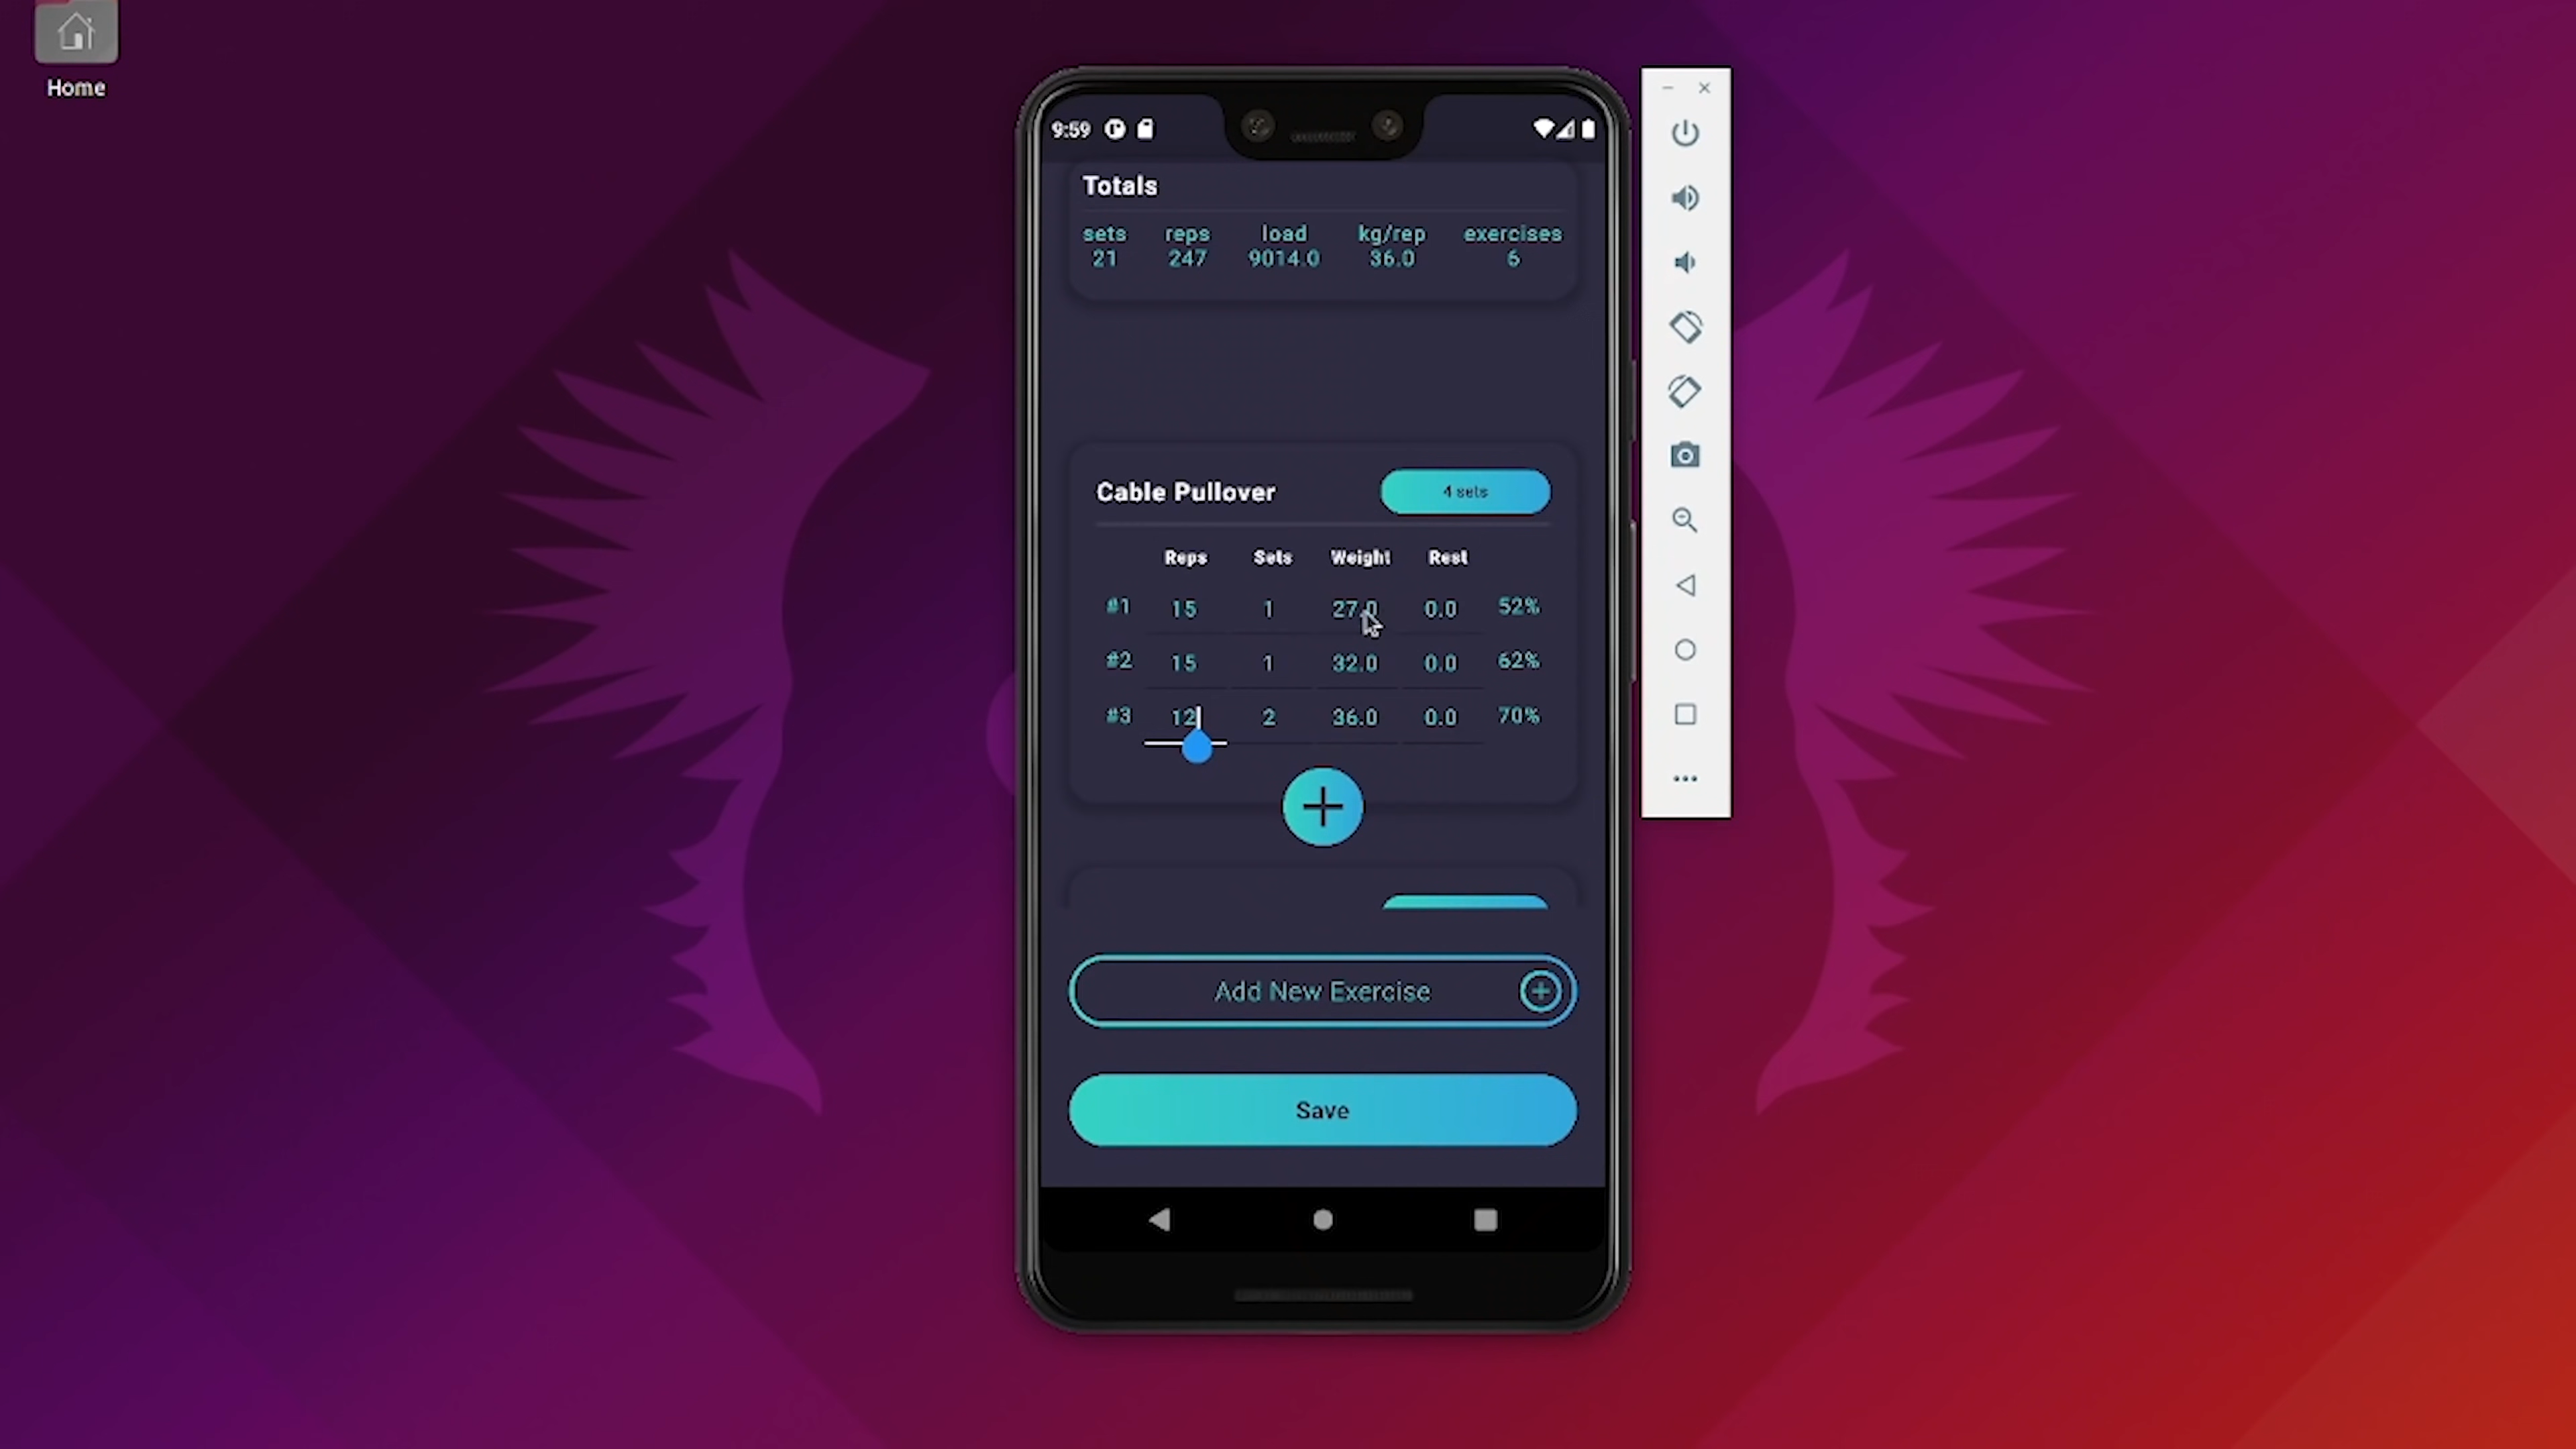 Home
9:59
Totals
sets reps load kg/rep exercises
21 247 9014.0 36.0 6
Cable Pullover 4 sets
Reps Sets Weight Rest
#1 15 1 27.0 0.0 52%
#2 15 1 32.0 0.0 62%
#3 12 2 36.0 0.0 70%
Add New Exercise
Save